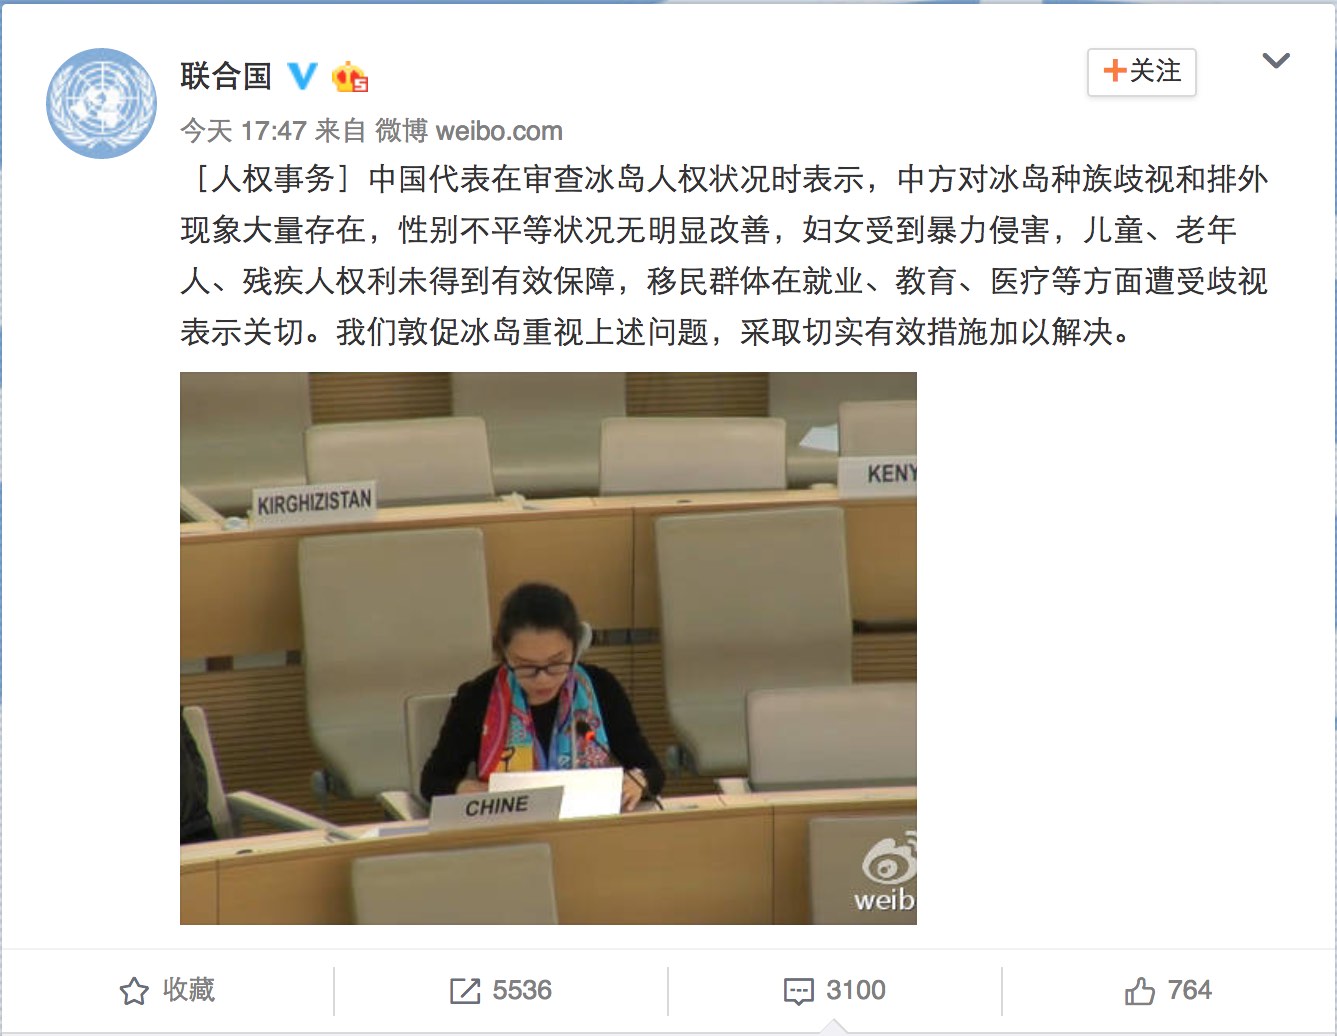 联合国
+关注
今天 17:47 来自 微博 weibo.com
［人权事务］中国代表在审查冰岛人权状况时表示，中方对冰岛种族歧视和排外
现象大量存在，性别不平等状况无明显改善，妇女受到暴力侵害，儿童、老年
人、残疾人权利未得到有效保障，移民群体在就业、教育、医疗等方面遭受歧视
表示关切。我们敦促冰岛重视上述问题，采取切实有效措施加以解决。
KIRGHIZISTAN
KENY
CHINE
weib
收藏
5536
3100
764